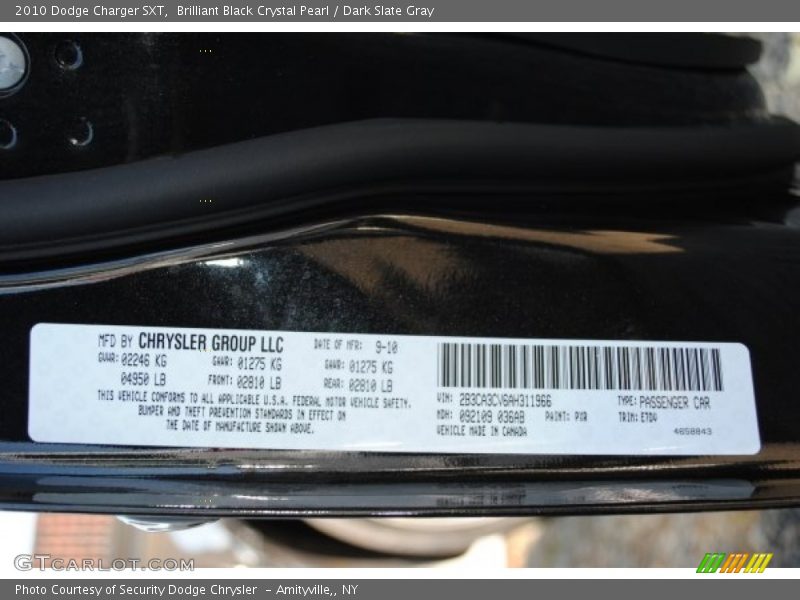 2010 Dodge Charger SXT, Brilliant Black Crystal Pearl / Dark Slate Gray
MFD BY CHRYSLER GROUP LLC DATE OF MFR: 9-10
GVWR: 02246 KG GAWR: 01275 KG GAWR: 01275 KG
04950 LB FRONT: 02810 LB REAR: 02810 LB
THIS VEHICLE CONFORMS TO ALL APPLICABLE U.S.A. FEDERAL MOTOR VEHICLE SAFETY,
BUMPER AND THEFT PREVENTION STANDARDS IN EFFECT ON
THE DATE OF MANUFACTURE SHOWN ABOVE.
VIN: 2B3CA3CV6AH311966 TYPE: PASSENGER CAR
MDH: 092109 036AB PAINT: PXR TRIM: E7DV
VEHICLE MADE IN CANADA 4658843
GTCARLOT.COM
Photo Courtesy of Security Dodge Chrysler - Amityville,, NY